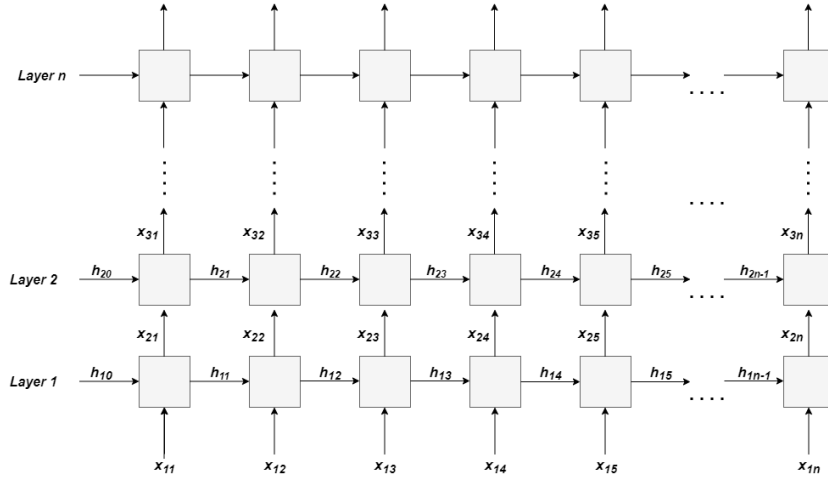 Layer n
. . . .
. . . .
x31 x32 x33 x34 x35 x3n
Layer 2 h20 h21 h22 h23 h24 h25 . . . . h2n-1
x21 x22 x23 x24 x25 x2n
Layer 1 h10 h11 h12 h13 h14 h15 . . . . h1n-1
x11 x12 x13 x14 x15 x1n